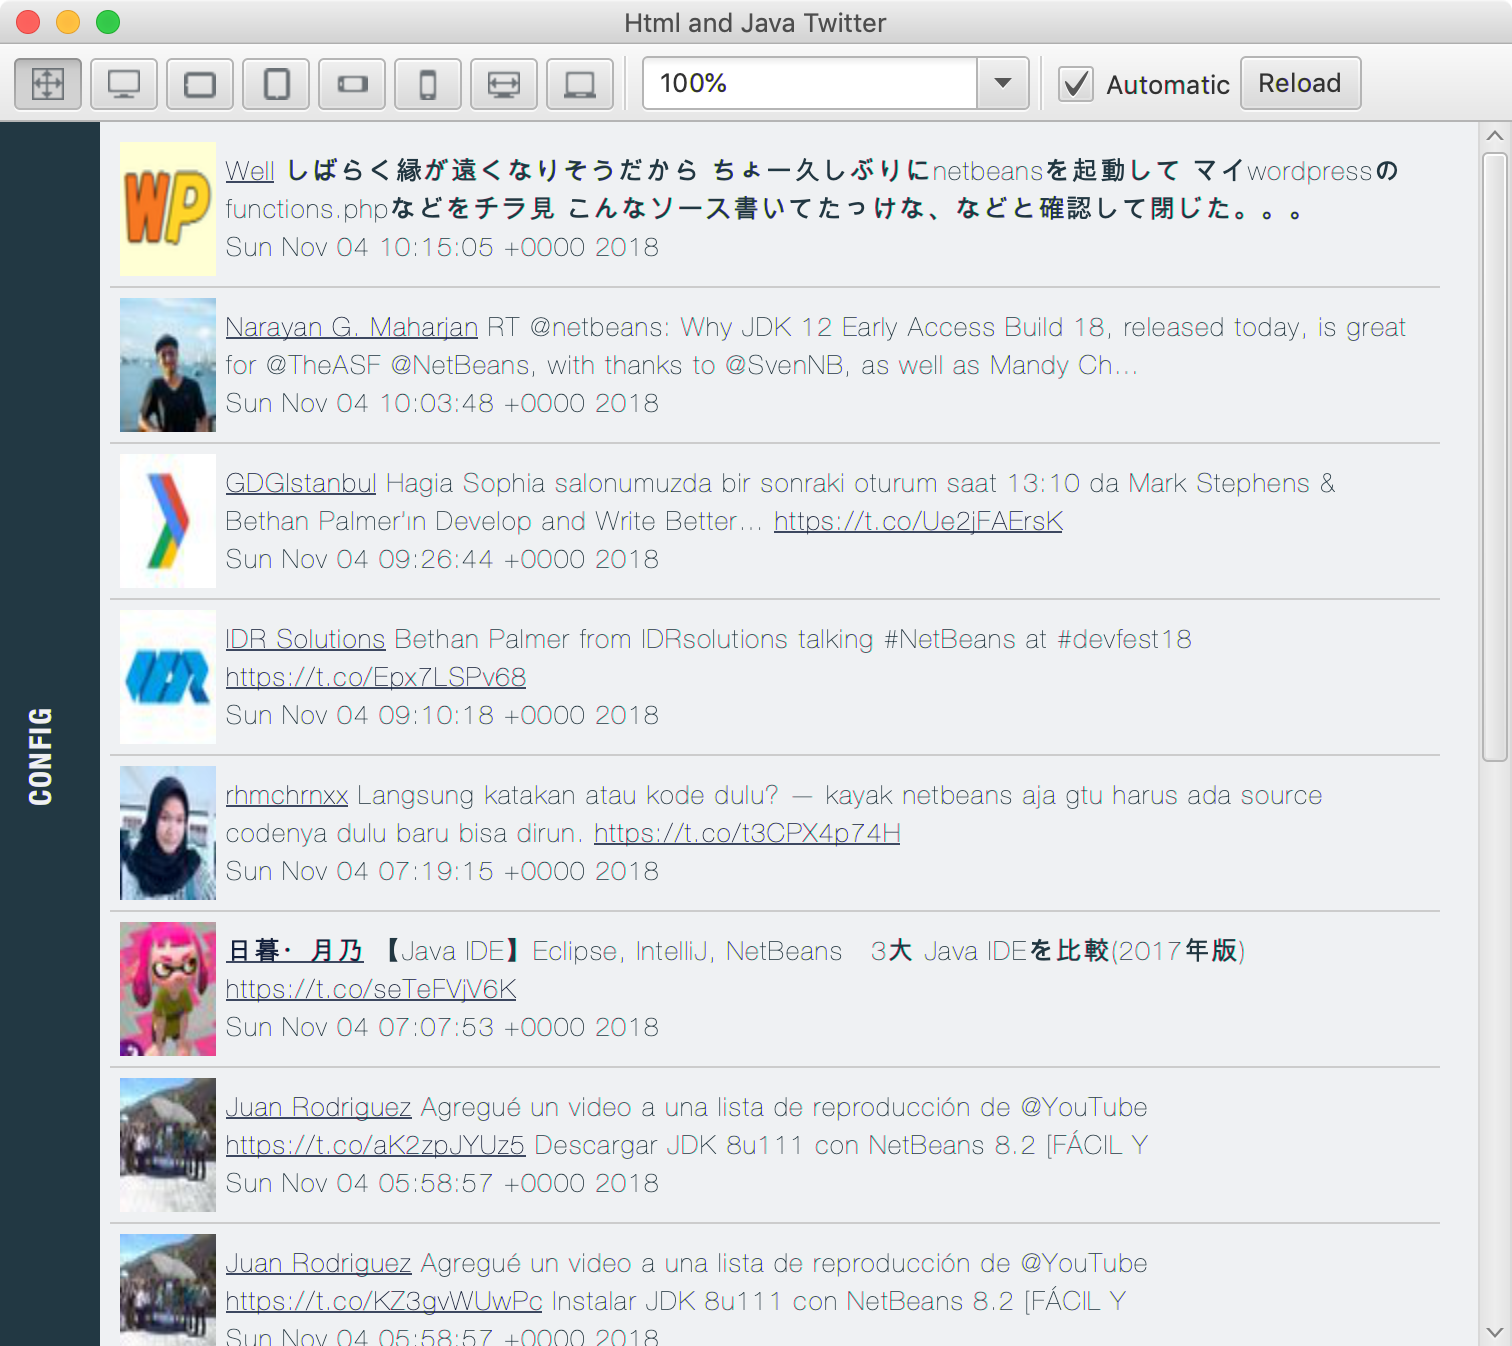 Html and Java Twitter
100%
Automatic
Reload
CONFIG
WP
Well しばらく縁が遠くなりそうだから ちょー久しぶりにnetbeansを起動して マイwordpressの
functions.phpなどをチラ見 こんなソース書いてたっけな、などと確認して閉じた。。。
Sun Nov 04 10:15:05 +0000 2018
Narayan G. Maharjan RT @netbeans: Why JDK 12 Early Access Build 18, released today, is great
for @TheASF @NetBeans, with thanks to @SvenNB, as well as Mandy Ch…
Sun Nov 04 10:03:48 +0000 2018
GDGIstanbul Hagia Sophia salonumuzda bir sonraki oturum saat 13:10 da Mark Stephens &
Bethan Palmer'ın Develop and Write Better… https://t.co/Ue2jFAErsK
Sun Nov 04 09:26:44 +0000 2018
IDR
IDR Solutions Bethan Palmer from IDRsolutions talking #NetBeans at #devfest18
https://t.co/Epx7LSPv68
Sun Nov 04 09:10:18 +0000 2018
rhmchrnxx Langsung katakan atau kode dulu? — kayak netbeans aja gtu harus ada source
codenya dulu baru bisa dirun. https://t.co/t3CPX4p74H
Sun Nov 04 07:19:15 +0000 2018
日暮・月乃 【Java IDE】Eclipse, IntelliJ, NetBeans　3大 Java IDEを比較(2017年版)
https://t.co/seTeFVjV6K
Sun Nov 04 07:07:53 +0000 2018
Juan Rodriguez Agregué un video a una lista de reproducción de @YouTube
https://t.co/aK2zpJYUz5 Descargar JDK 8u111 con NetBeans 8.2 [FÁCIL Y
Sun Nov 04 05:58:57 +0000 2018
Juan Rodriguez Agregué un video a una lista de reproducción de @YouTube
https://t.co/KZ3gvWUwPc Instalar JDK 8u111 con NetBeans 8.2 [FÁCIL Y
Sun Nov 04 05:58:57 +0000 2018